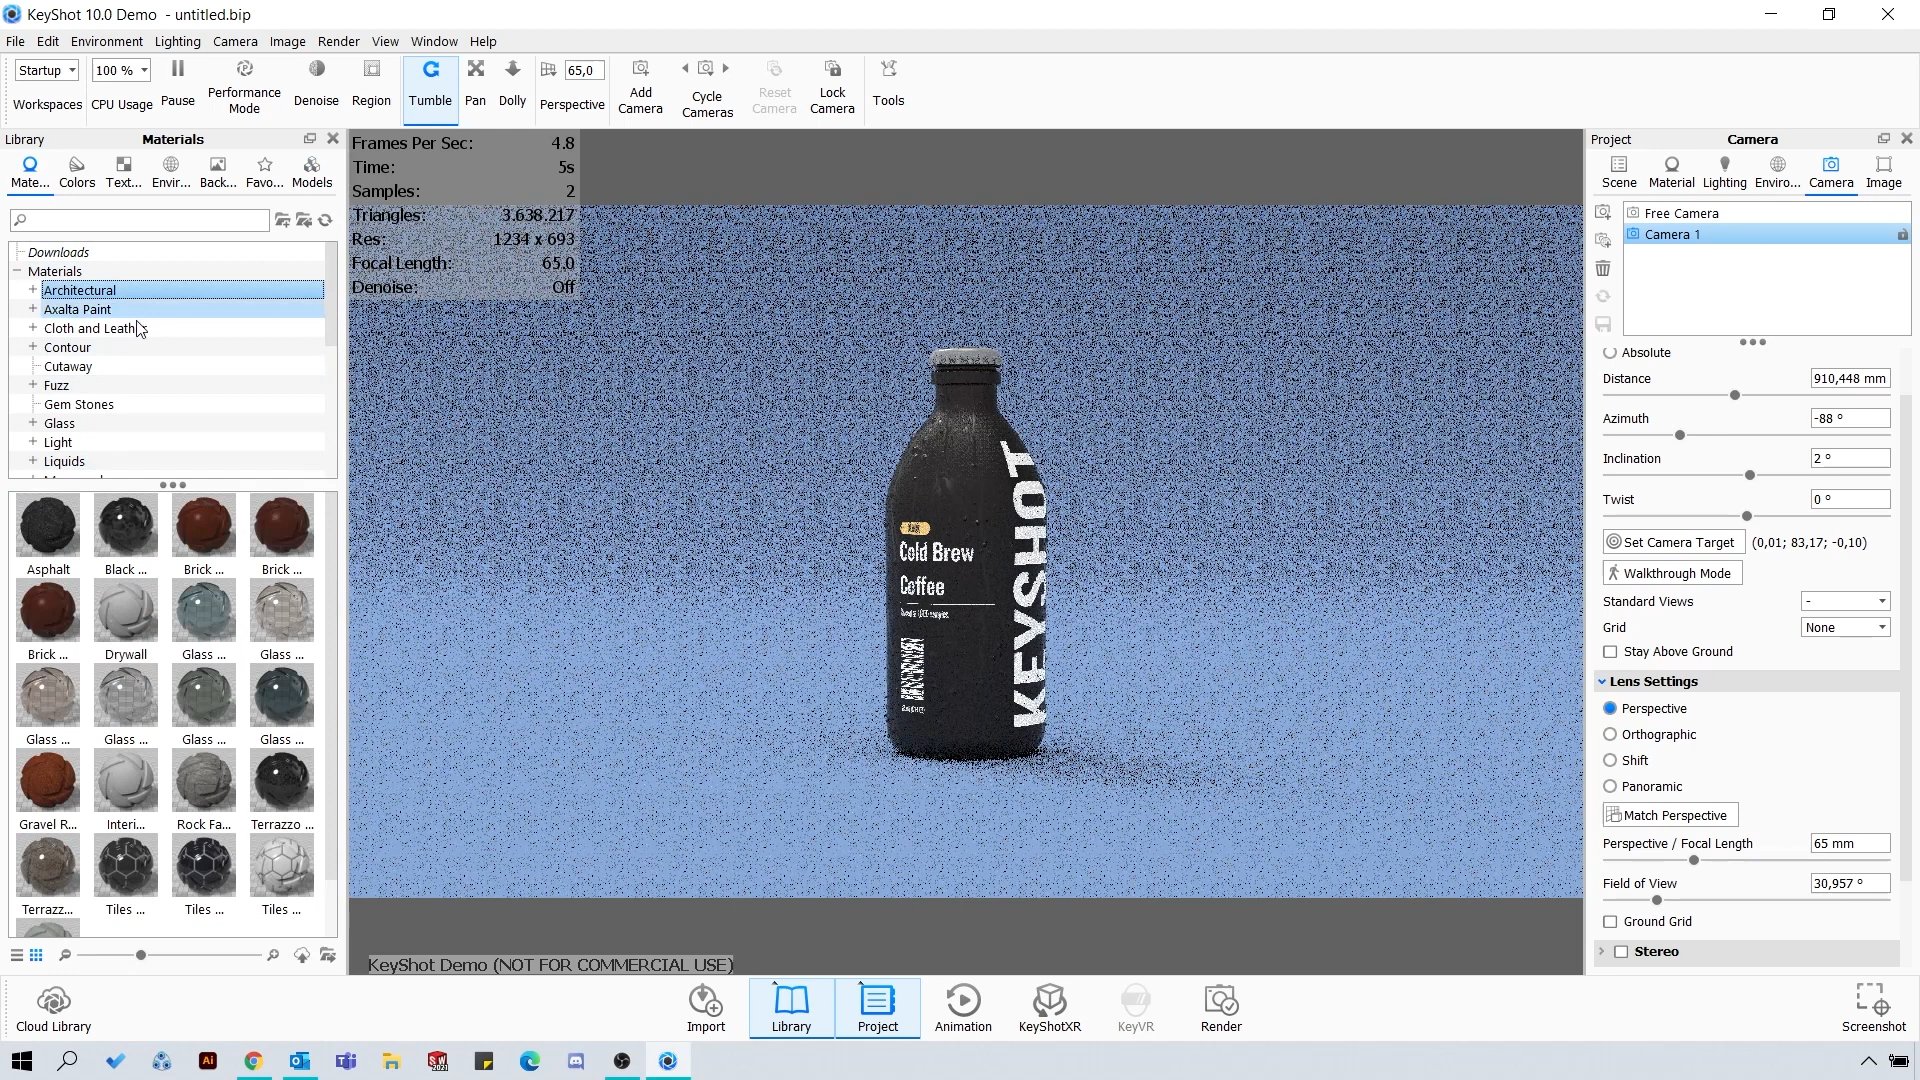 KeyShot 10.0 Demo  - untitled.bip
File Edit Environment Lighting Camera Image Render View Window Help
Startup 100 % 65,0
Workspaces CPU Usage Pause Performance Mode Denoise Region Tumble Pan Dolly Perspective Add Camera Cycle Cameras Reset Camera Lock Camera Tools
Library Materials
Mate... Colors Text... Envir... Back... Favo... Models
Downloads
Materials
Architectural
Axalta Paint
Cloth and Leath
Contour
Cutaway
Fuzz
Gem Stones
Glass
Light
Liquids
Asphalt Black ... Brick ... Brick ...
Brick ... Drywall Glass ... Glass ...
Glass ... Glass ... Glass ... Glass ...
Gravel R... Interi... Rock Fa... Terrazzo ...
Terrazz... Tiles ... Tiles ... Tiles ...
Frames Per Sec: 4.8
Time: 5s
Samples: 2
Triangles: 3.638.217
Res: 1234 x 693
Focal Length: 65.0
Denoise: Off
Cold Brew
Coffee
KEYSHOT
KeyShot Demo (NOT FOR COMMERCIAL USE)
Project Camera
Scene Material Lighting Enviro... Camera Image
Free Camera
Camera 1
Absolute
Distance 910,448 mm
Azimuth -88 °
Inclination 2 °
Twist 0 °
Set Camera Target (0,01; 83,17; -0,10)
Walkthrough Mode
Standard Views -
Grid None
Stay Above Ground
Lens Settings
Perspective
Orthographic
Shift
Panoramic
Match Perspective
Perspective / Focal Length 65 mm
Field of View 30,957 °
Ground Grid
Stereo
Cloud Library Import Library Project Animation KeyShotXR KeyVR Render Screenshot
Ai
SW
2021